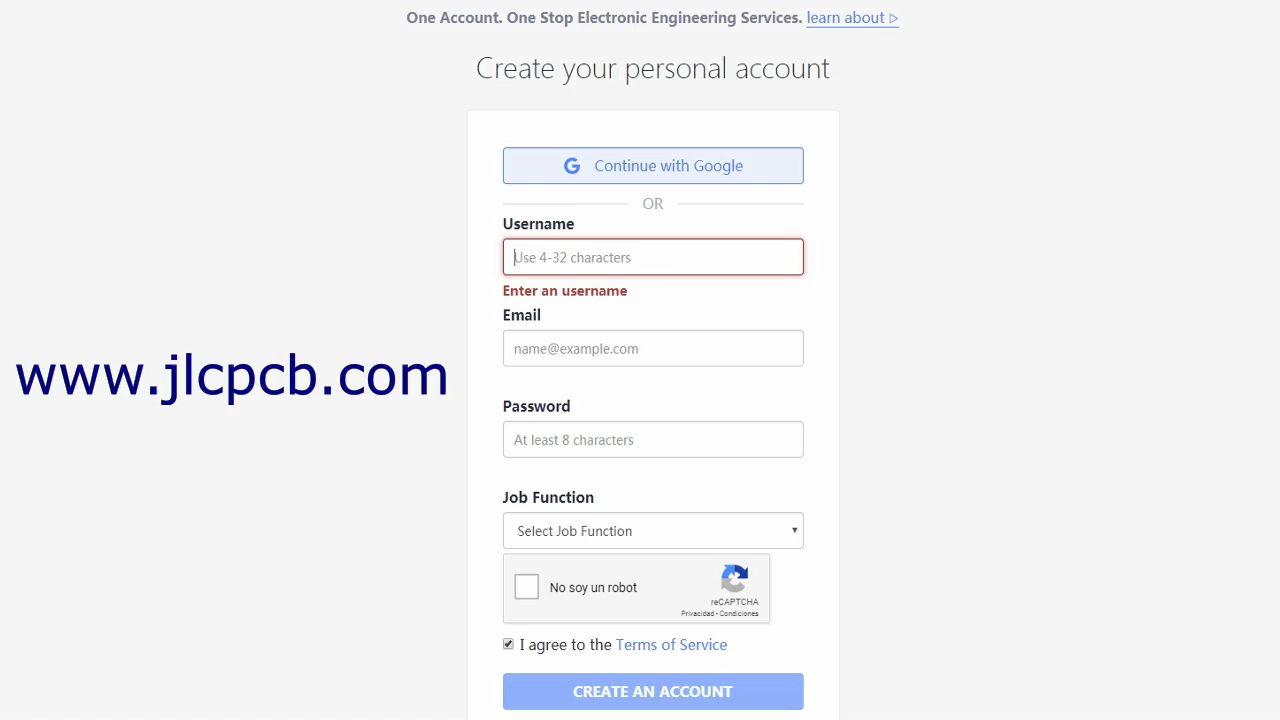 One Account. One Stop Electronic Engineering Services. learn about ▷
Create your personal account
Continue with Google
OR
Username
Use 4-32 characters
Enter an username
Email
name@example.com
www.jlcpcb.com
Password
At least 8 characters
Job Function
Select Job Function
No soy un robot
reCAPTCHA
Privacidad - Condiciones
I agree to the Terms of Service
CREATE AN ACCOUNT